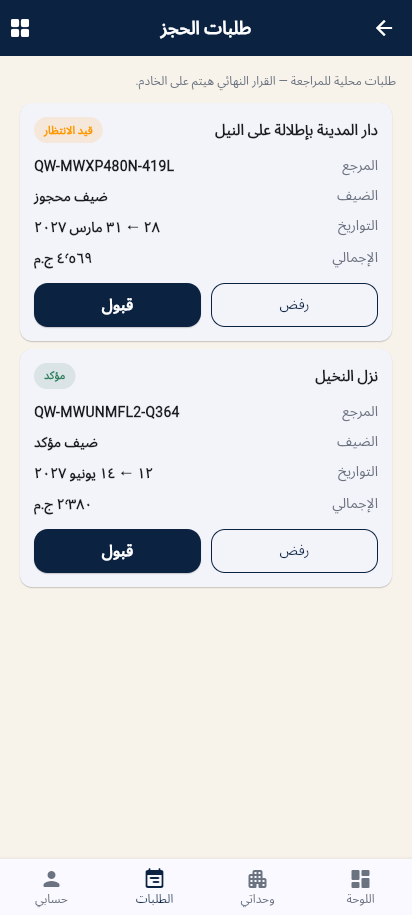 طلبات الحجز
طلبات محلية للمراجعة — القرار النهائي هيتم على الخادم.
دار المدينة بإطلالة على النيل
قيد الانتظار
المرجع QW-MWXP480N-419L
الضيف ضيف محجوز
التواريخ ٢٨ ← ٣١ مارس ٢٠٢٧
الإجمالي ٤٬٥٦٩ ج.م
رفض قبول
نزل النخيل
مؤكد
المرجع QW-MWUNMFL2-Q364
الضيف ضيف مؤكد
التواريخ ١٢ ← ١٤ يونيو ٢٠٢٧
الإجمالي ٢٬٣٨٠ ج.م
رفض قبول
اللوحة وحداتي الطلبات حسابي